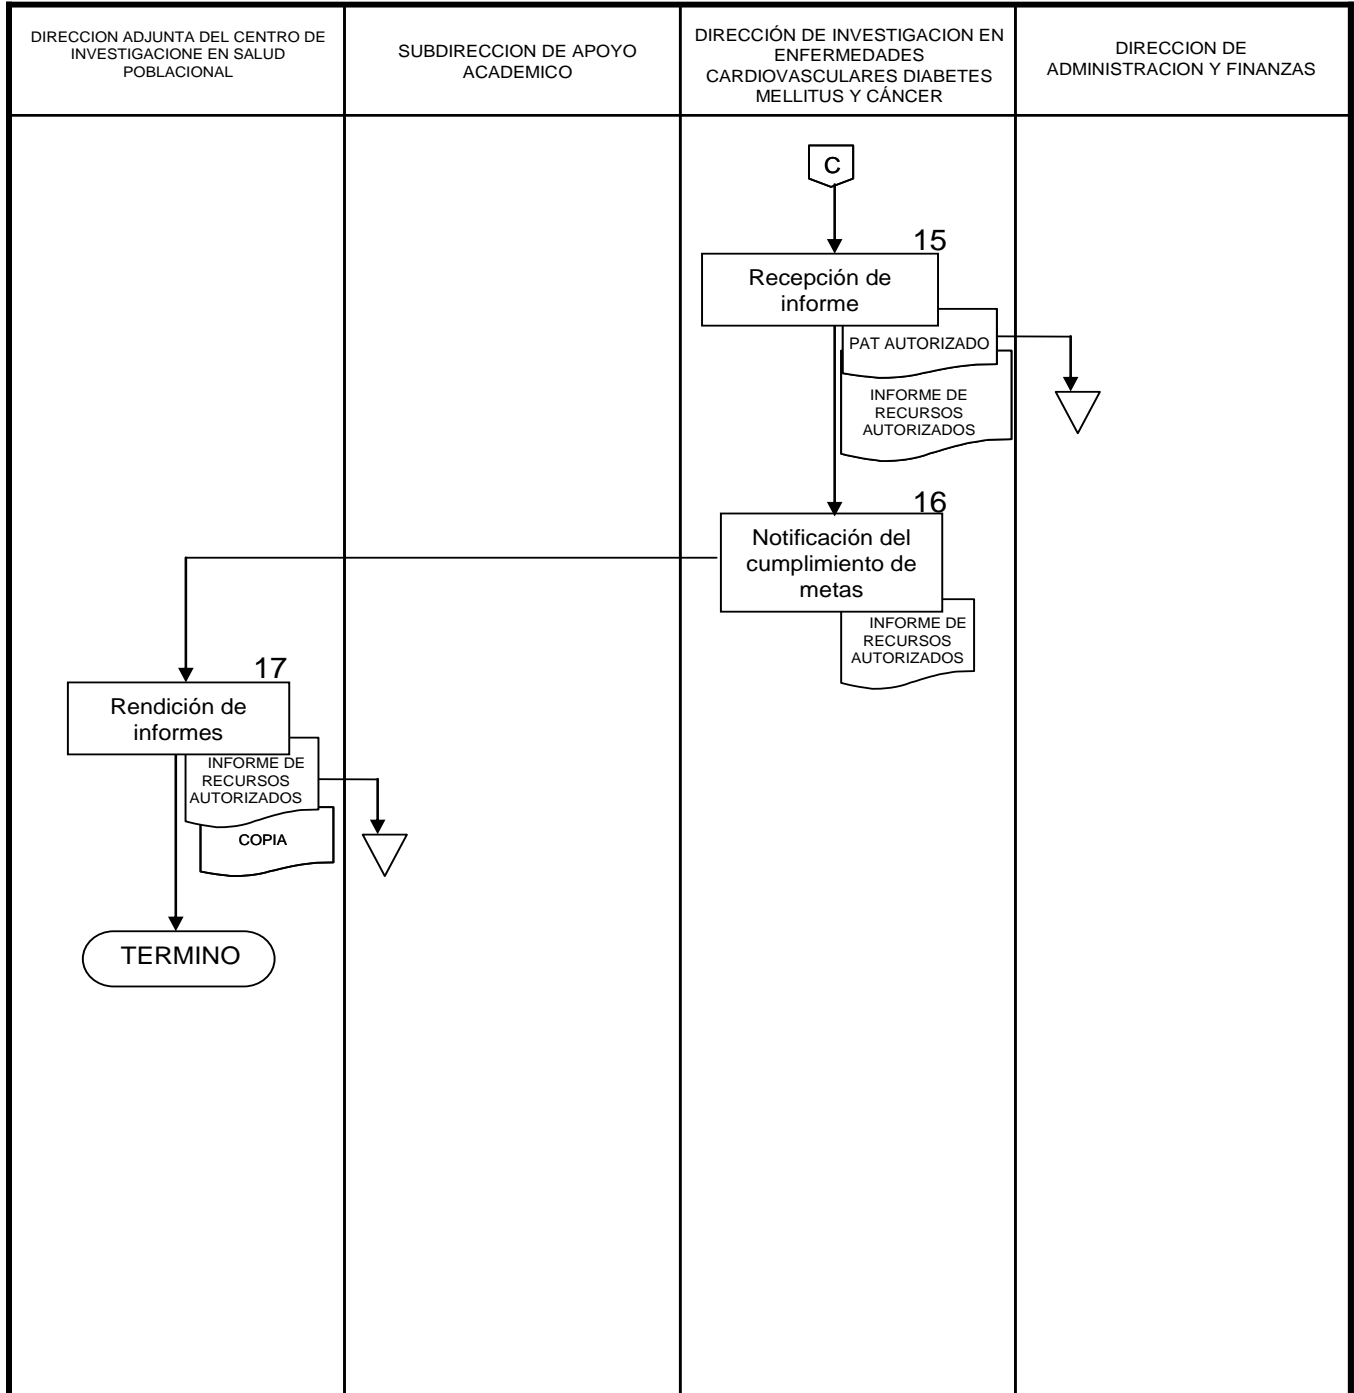 DIRECCION ADJUNTA DEL CENTRO DE
INVESTIGACIONE EN SALUD
POBLACIONAL
SUBDIRECCION DE APOYO
ACADEMICO
DIRECCIÓN DE INVESTIGACION EN
ENFERMEDADES
CARDIOVASCULARES DIABETES
MELLITUS Y CÁNCER
DIRECCION DE
ADMINISTRACION Y FINANZAS
C
15
Recepción de
informe
PAT AUTORIZADO
INFORME DE
RECURSOS
AUTORIZADOS
16
Notificación del
cumplimiento de
metas
INFORME DE
RECURSOS
AUTORIZADOS
17
Rendición de
informes
INFORME DE
RECURSOS
AUTORIZADOS
COPIA
TERMINO